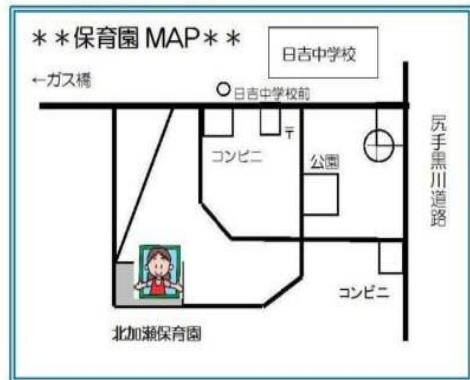 ＊＊保育園 MAP＊＊
日吉中学校
←ガス橋
日吉中学校前
〒
コンビニ
公園
尻手黒川道路
コンビニ
北加瀬保育園